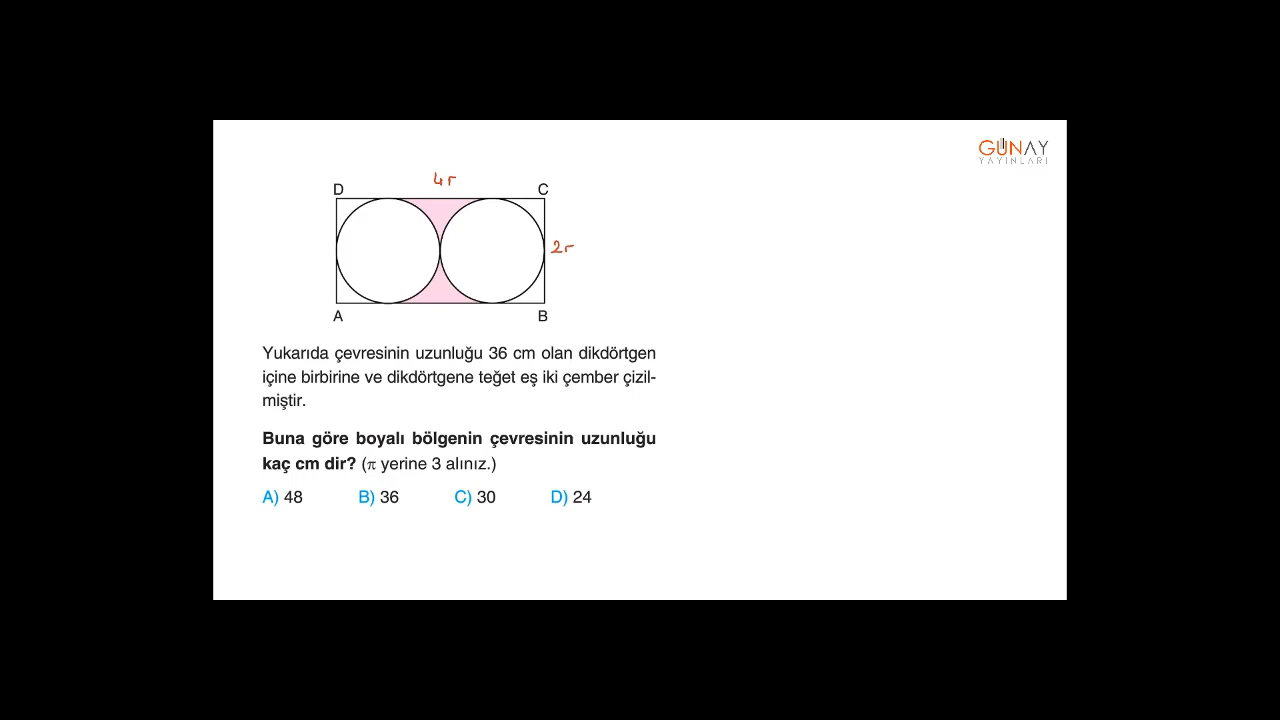 GÜNAY
YAYINLARI
4r
D
C
2r
A
B
Yukarıda çevresinin uzunluğu 36 cm olan dikdörtgen
içine birbirine ve dikdörtgene teğet eş iki çember çizil-
miştir.
Buna göre boyalı bölgenin çevresinin uzunluğu
kaç cm dir? (π yerine 3 alınız.)
A) 48 B) 36 C) 30 D) 24